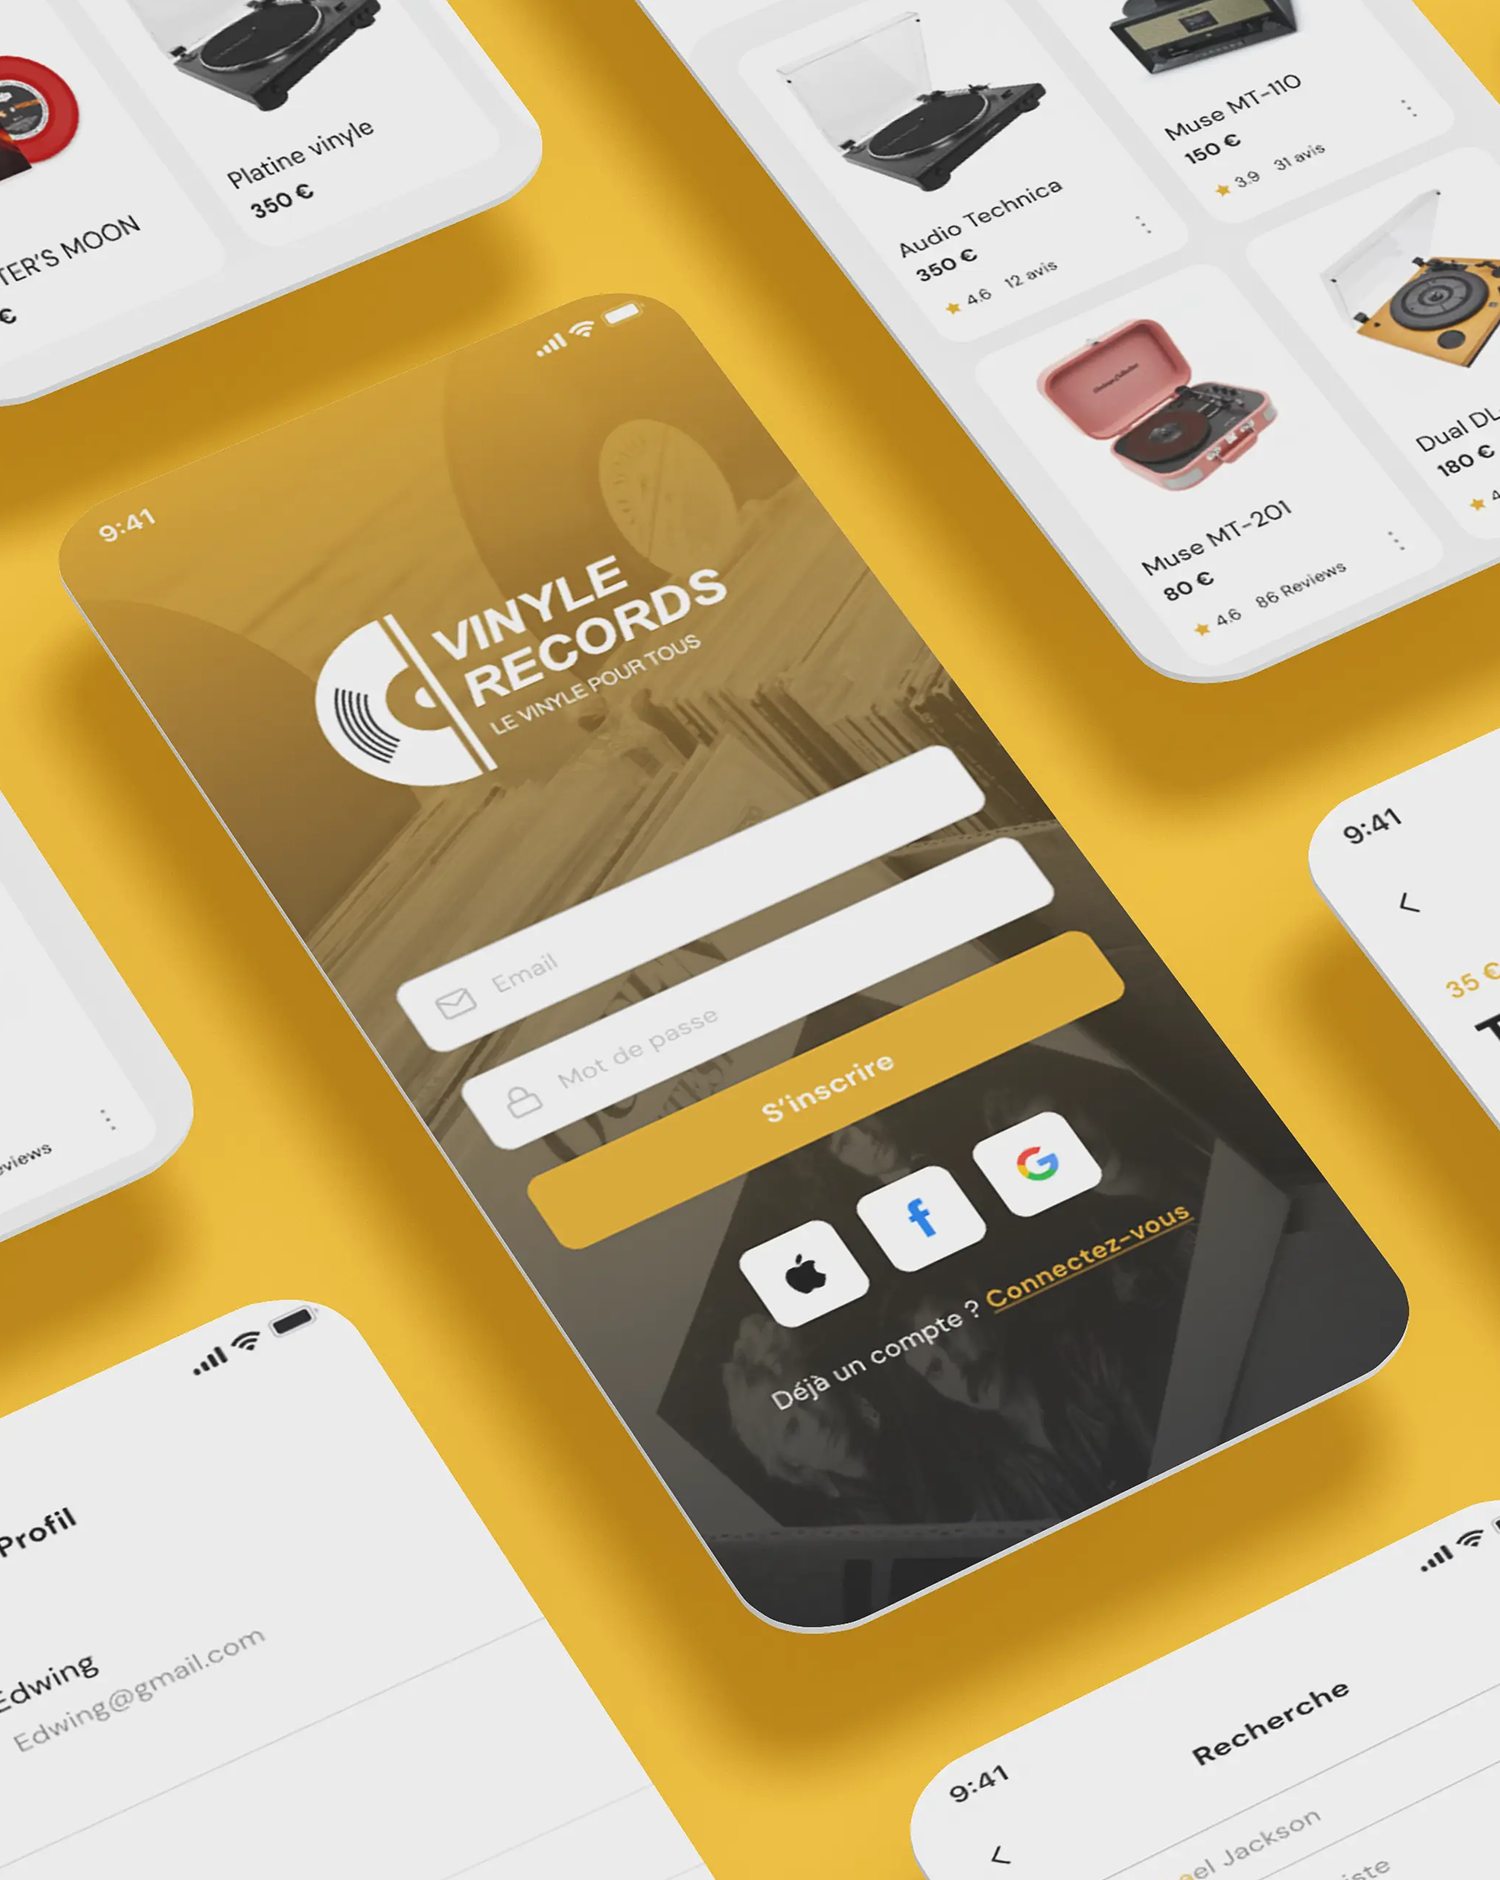 Platine vinyle
350 €
TER'S MOON
€
Audio Technica
350 €
4.6 12 avis
Muse MT-110
150 €
3.9 31 avis
Muse MT-201
80 €
4.6 86 Reviews
Dual DL
180 €
9:41
VINYLE
RECORDS
LE VINYLE POUR TOUS
Email
Mot de passe
S'inscrire
Déjà un compte ? Connectez-vous
eviews
9:41
35 €
Profil
Edwing
Edwing@gmail.com
9:41
Recherche
ael Jackson
iste